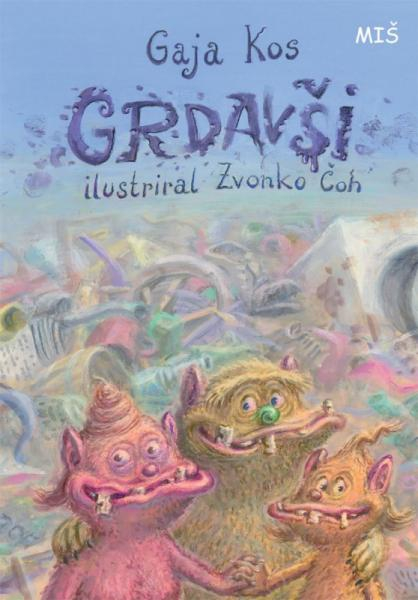 MIŠ
Gaja Kos
GRDAVŠi
ilustriral Zvonko Čoh